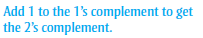 Add 1 to the 1's complement to get
the 2's complement.